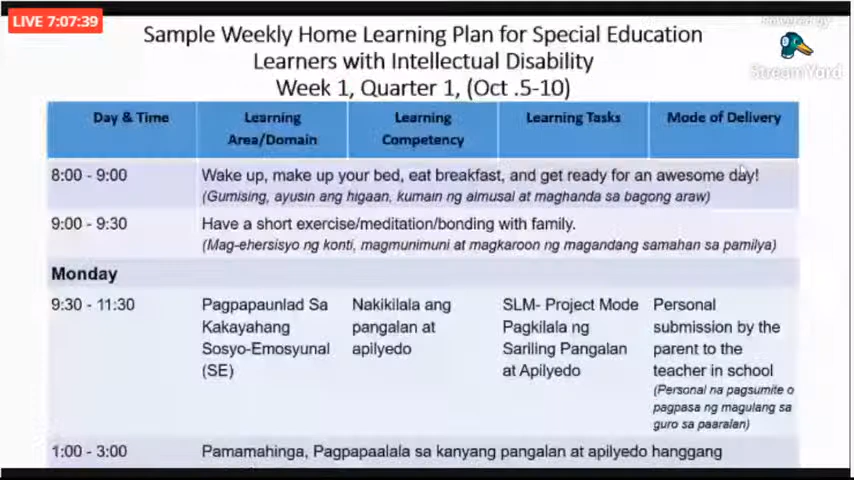 LIVE 7:07:39
Powered by
StreamYard
Sample Weekly Home Learning Plan for Special Education
Learners with Intellectual Disability
Week 1, Quarter 1, (Oct .5-10)
Day & Time
Learning
Area/Domain
Learning
Competency
Learning Tasks
Mode of Delivery
8:00 - 9:00
Wake up, make up your bed, eat breakfast, and get ready for an awesome day!
(Gumising, ayusin ang higaan, kumain ng almusal at maghanda sa bagong araw)
9:00 - 9:30
Have a short exercise/meditation/bonding with family.
(Mag-ehersisyo ng konti, magmunimuni at magkaroon ng magandang samahan sa pamilya)
Monday
9:30 - 11:30
Pagpapaunlad Sa
Kakayahang
Sosyo-Emosyunal
(SE)
Nakikilala ang
pangalan at
apilyedo
SLM- Project Mode
Pagkilala ng
Sariling Pangalan
at Apilyedo
Personal
submission by the
parent to the
teacher in school
(Personal na pagsumite o
pagpasa ng magulang sa
guro sa paaralan)
1:00 - 3:00
Pamamahinga, Pagpapaalala sa kanyang pangalan at apilyedo hanggang